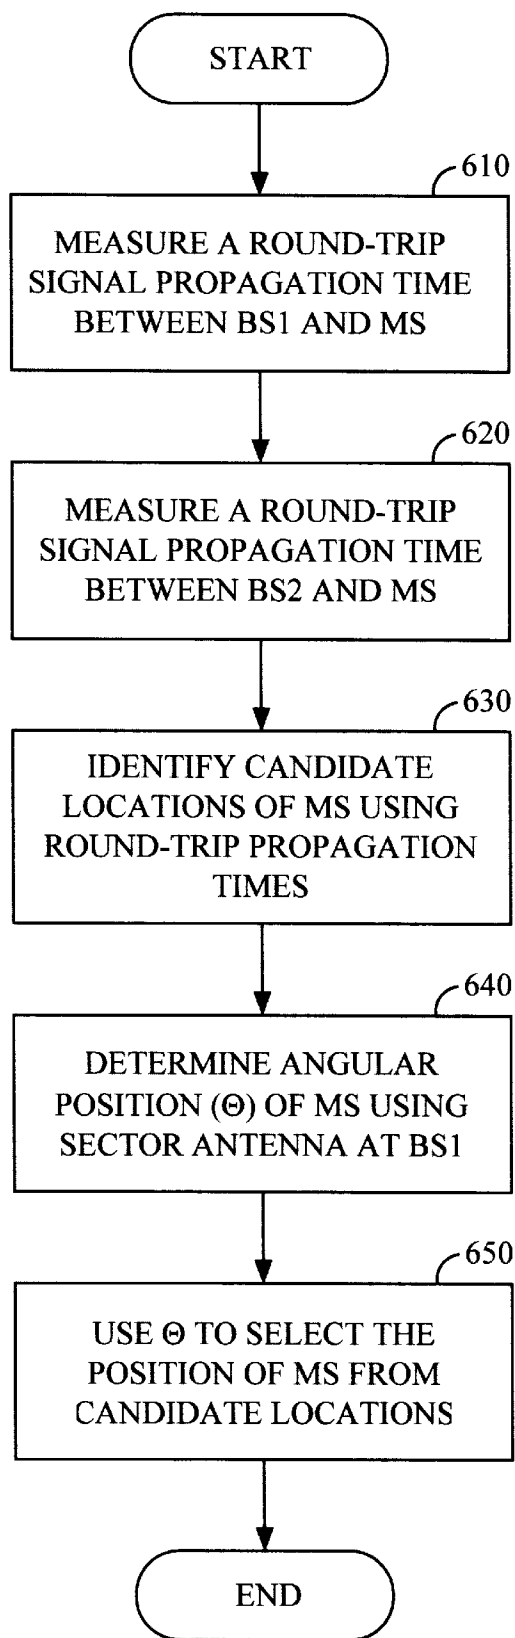 START
610
MEASURE A ROUND-TRIP
SIGNAL PROPAGATION TIME
BETWEEN BS1 AND MS
620
MEASURE A ROUND-TRIP
SIGNAL PROPAGATION TIME
BETWEEN BS2 AND MS
630
IDENTIFY CANDIDATE
LOCATIONS OF MS USING
ROUND-TRIP PROPAGATION
TIMES
640
DETERMINE ANGULAR
POSITION (Θ) OF MS USING
SECTOR ANTENNA AT BS1
650
USE Θ TO SELECT THE
POSITION OF MS FROM
CANDIDATE LOCATIONS
END